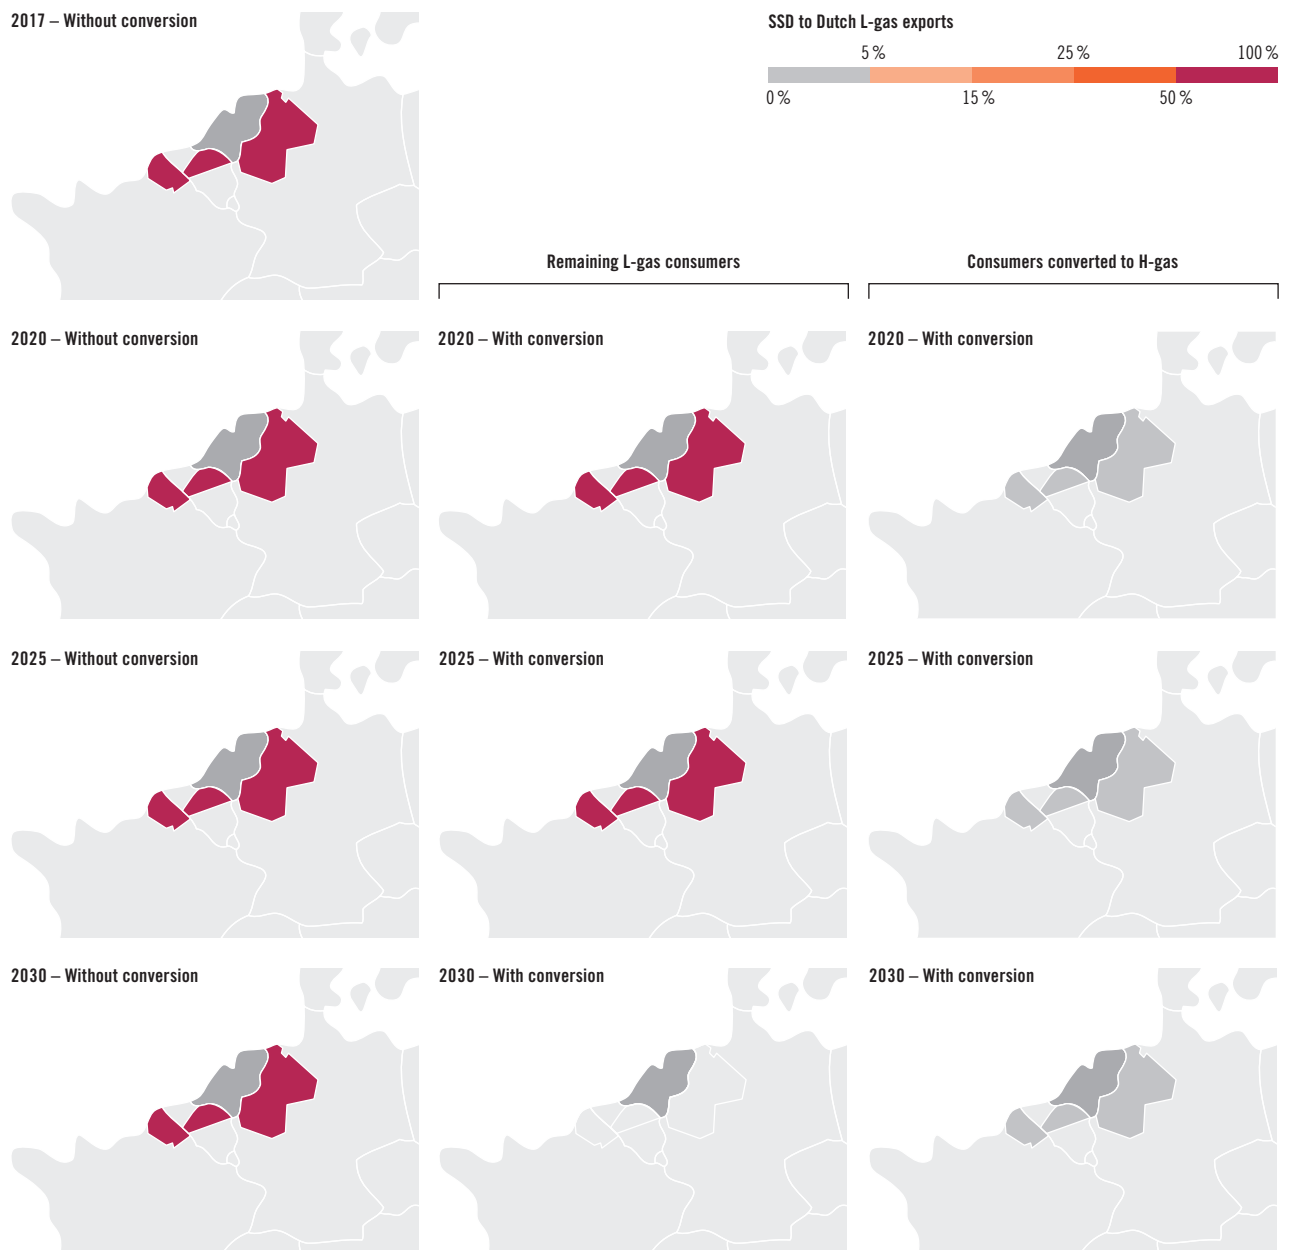 2017 – Without conversion
SSD to Dutch L-gas exports
5 % 25 % 100 %
0 % 15 % 50 %
Remaining L-gas consumers
Consumers converted to H-gas
2020 – Without conversion
2020 – With conversion
2020 – With conversion
2025 – Without conversion
2025 – With conversion
2025 – With conversion
2030 – Without conversion
2030 – With conversion
2030 – With conversion